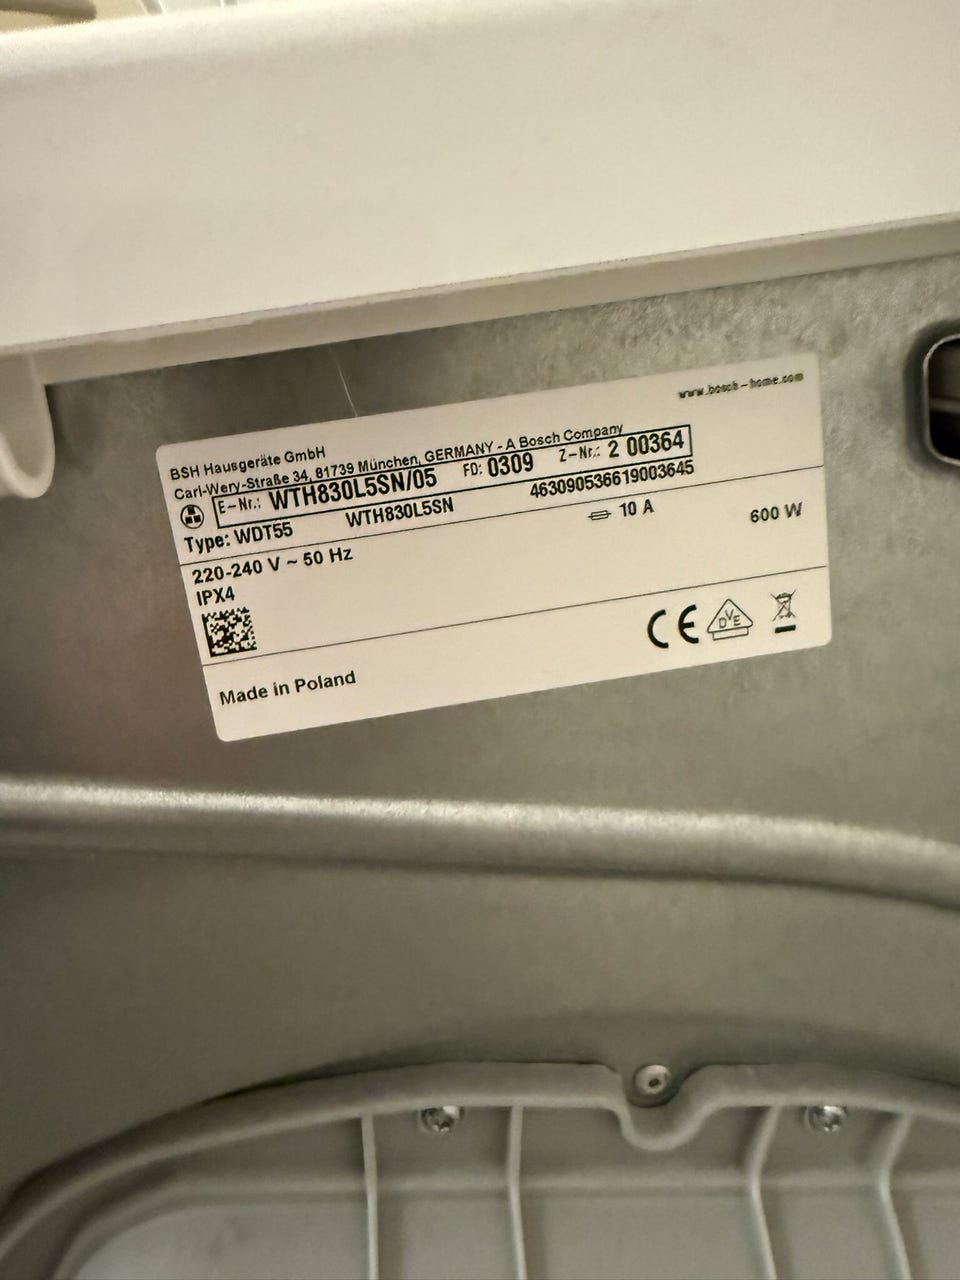 www.bosch-home.com
BSH Hausgeräte GmbH
Carl-Wery-Straße 34, 81739 München, GERMANY - A Bosch Company
E-Nr.: WTH830L5SN/05 FD: 0309 Z-Nr.: 2 00364
Type: WDT55 WTH830L5SN 463090536619003645
220-240 V ~ 50 Hz 10 A 600 W
IPX4
CE DVE
Made in Poland